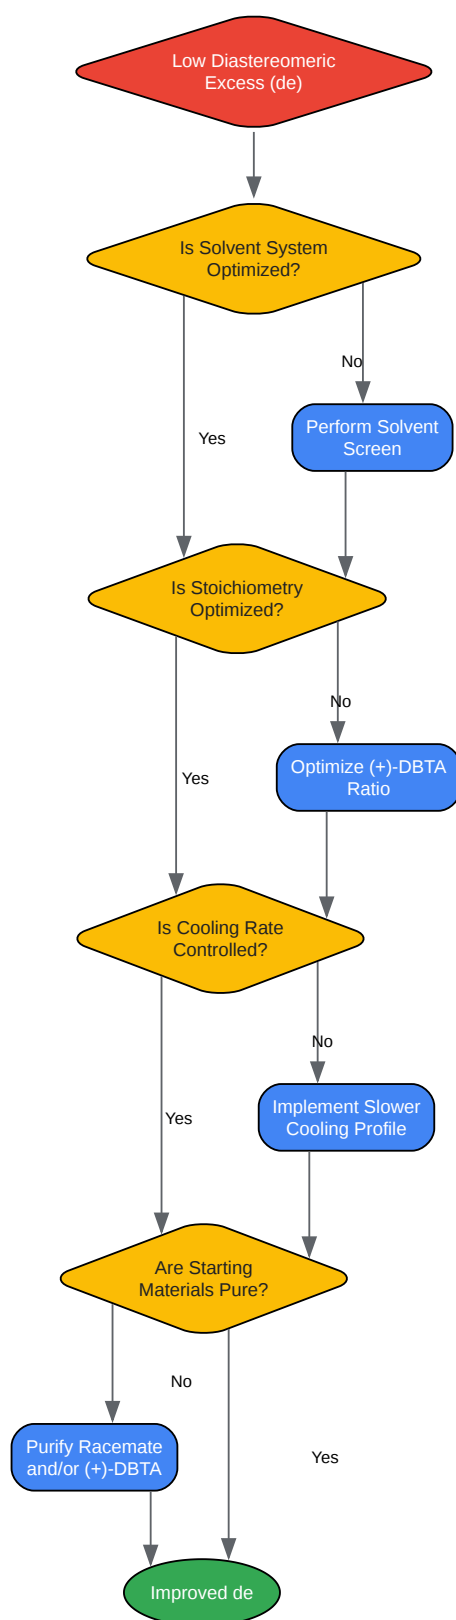 Low Diastereomeric
Excess (de)
Is Solvent System
Optimized?
No
Yes
Perform Solvent
Screen
Is Stoichiometry
Optimized?
No
Yes
Optimize (+)-DBTA
Ratio
Is Cooling Rate
Controlled?
No
Yes
Implement Slower
Cooling Profile
Are Starting
Materials Pure?
No
Yes
Purify Racemate
and/or (+)-DBTA
Improved de